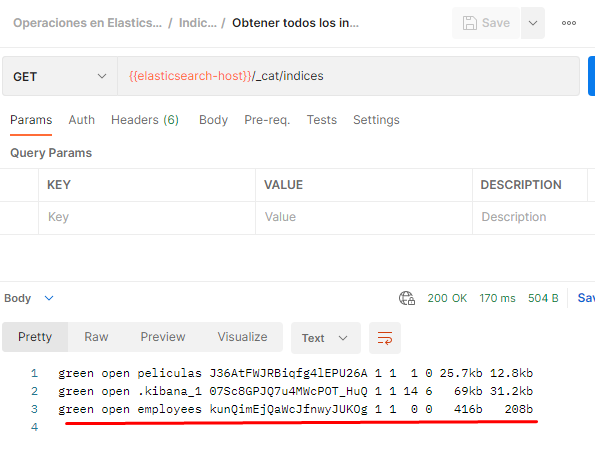 Operaciones en Elastics... / Indic... / Obtener todos los in... Save
GET {{elasticsearch-host}}/_cat/indices
Params Auth Headers (6) Body Pre-req. Tests Settings
Query Params
KEY VALUE DESCRIPTION
Key Value Description
Body 200 OK 170 ms 504 B Sav
Pretty Raw Preview Visualize Text
1 green open peliculas J36AtFWJRBiqfg4lEPU26A 1 1 1 0 25.7kb 12.8kb
2 green open .kibana_1 07Sc8GPJQ7u4MWcPOT_HuQ 1 1 14 6 69kb 31.2kb
3 green open employees kunQimEjQaWcJfnwyJUKOg 1 1 0 0 416b 208b
4